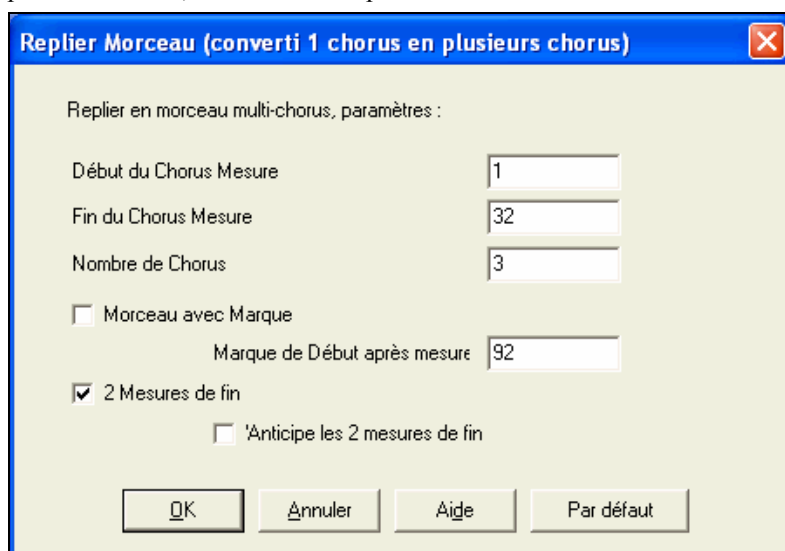 Replier Morceau (converti 1 chorus en plusieurs chorus)
Replier en morceau multi-chorus, paramètres :
Début du Chorus Mesure 1
Fin du Chorus Mesure 32
Nombre de Chorus 3
Morceau avec Marque
Marque de Début après mesure 92
2 Mesures de fin
'Anticipe les 2 mesures de fin
OK Annuler Aide Par défaut